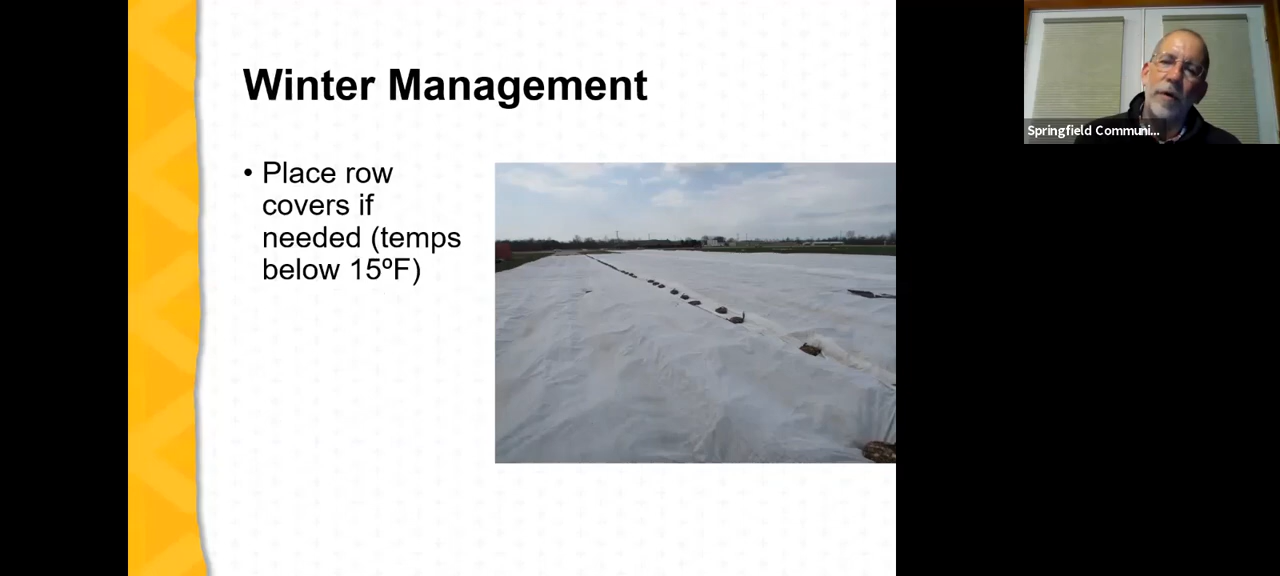 Winter Management
• Place row
covers if
needed (temps
below 15ºF)
Springfield Communi...